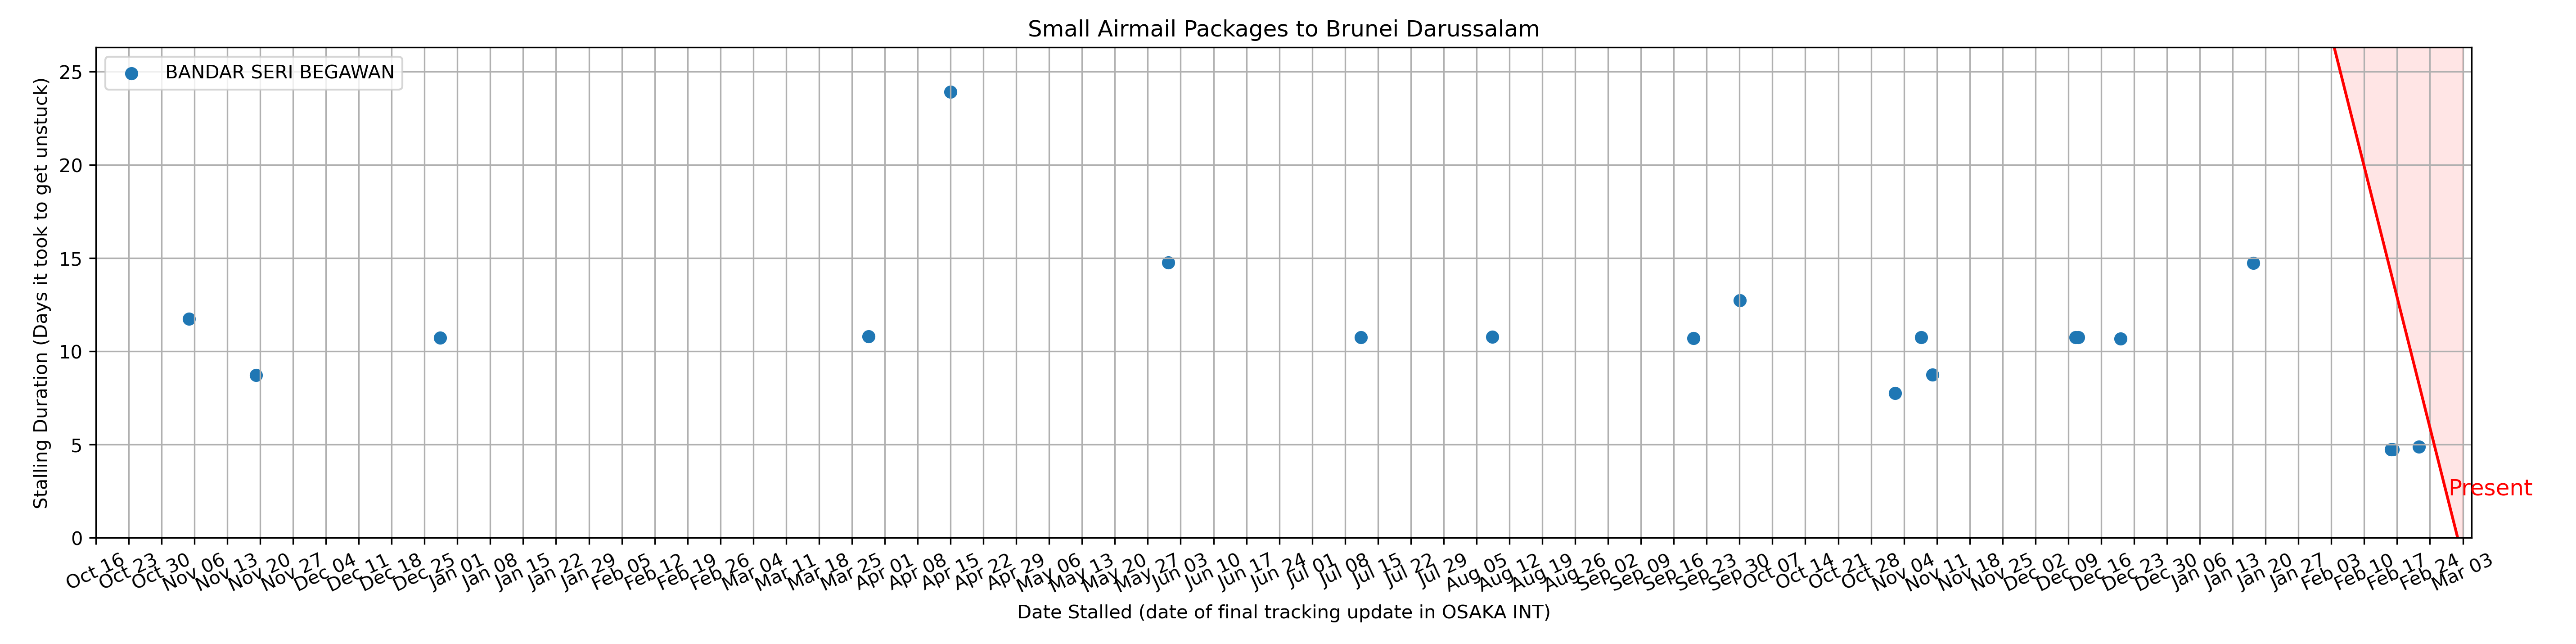 Small Airmail Packages to Brunei Darussalam
BANDAR SERI BEGAWAN
Stalling Duration (Days it took to get unstuck)
25
20
15
10
5
0
Present
Oct 16
Oct 23
Oct 30
Nov 06
Nov 13
Nov 20
Nov 27
Dec 04
Dec 11
Dec 18
Dec 25
Jan 01
Jan 08
Jan 15
Jan 22
Jan 29
Feb 05
Feb 12
Feb 19
Feb 26
Mar 04
Mar 11
Mar 18
Mar 25
Apr 01
Apr 08
Apr 15
Apr 22
Apr 29
May 06
May 13
May 20
May 27
Jun 03
Jun 10
Jun 17
Jun 24
Jul 01
Jul 08
Jul 15
Jul 22
Jul 29
Aug 05
Aug 12
Aug 19
Aug 26
Sep 02
Sep 09
Sep 16
Sep 23
Sep 30
Oct 07
Oct 14
Oct 21
Oct 28
Nov 04
Nov 11
Nov 18
Nov 25
Dec 02
Dec 09
Dec 16
Dec 23
Dec 30
Jan 06
Jan 13
Jan 20
Jan 27
Feb 03
Feb 10
Feb 17
Feb 24
Mar 03
Date Stalled (date of final tracking update in OSAKA INT)